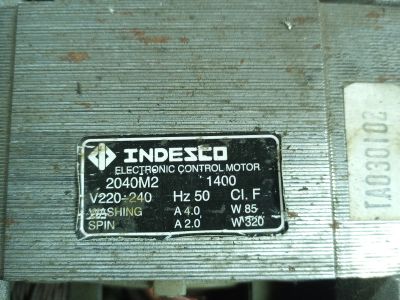 INDESCO
ELECTRONIC CONTROL MOTOR
2040M2 1400
V220-240 Hz 50 Cl. F
WASHING A 4.0 W 85
SPIN A 2.0 W 320